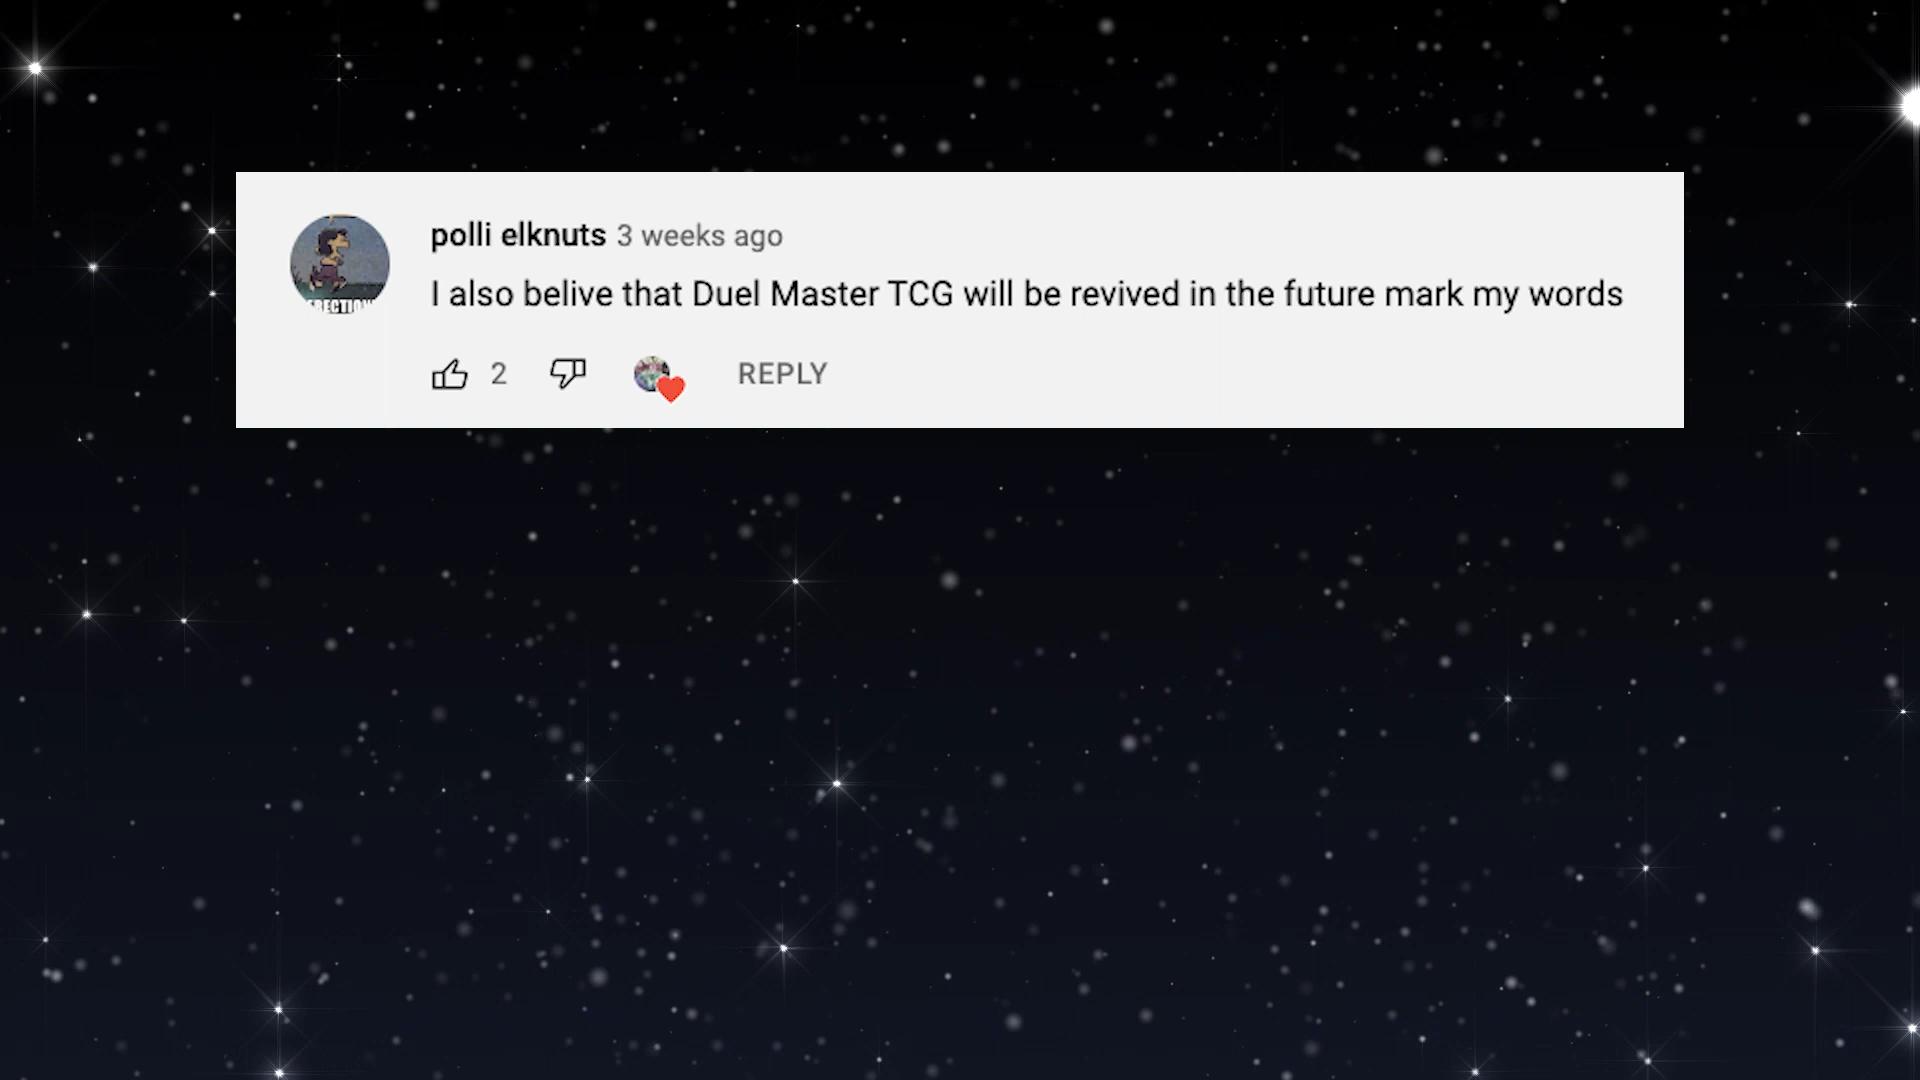 polli elknuts 3 weeks ago
I also belive that Duel Master TCG will be revived in the future mark my words
2 REPLY